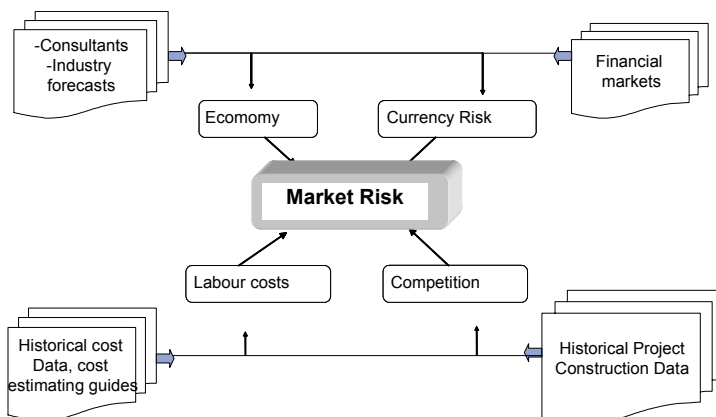 -Consultants
-Industry
forecasts
Financial
markets
Ecomomy
Currency Risk
Market Risk
Labour costs
Competition
Historical cost
Data, cost
estimating guides
Historical Project
Construction Data